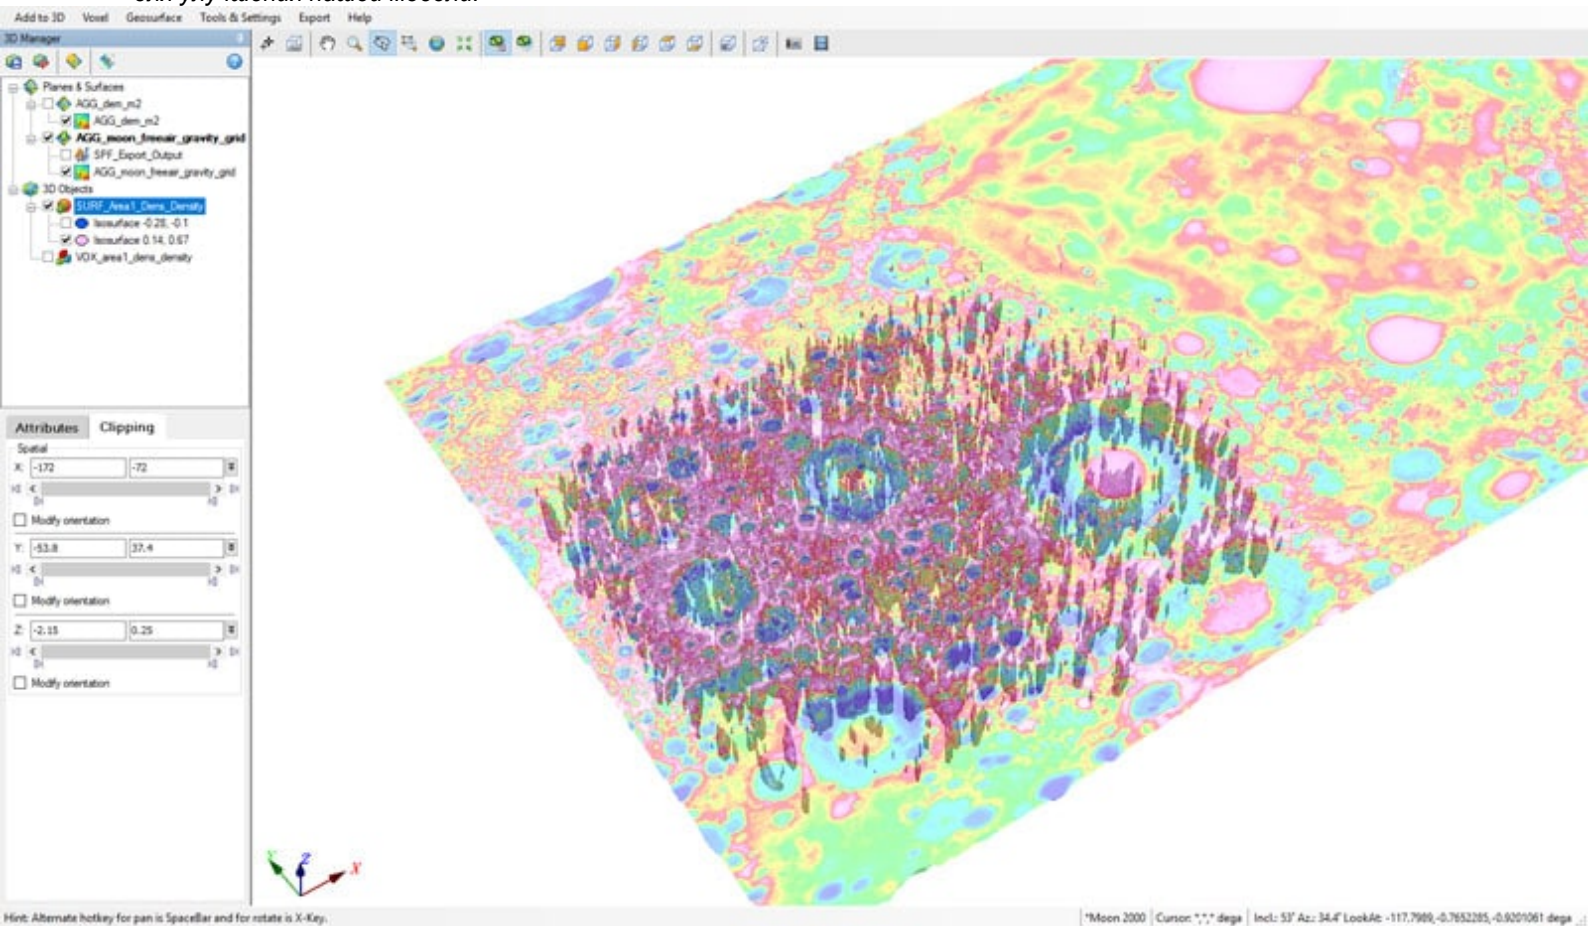 Add to 3D Voxel Geosurface Tools & Settings Export Help
3D Manager
Planes & Surfaces
AGG_dem_m2
AGG_dem_m2
AGG_moon_freeair_gravity_grid
SPF_Export_Output
AGG_moon_freeair_gravity_grid
3D Objects
SURF_Area1_Dens_Density
Isosurface -0.28, -0.1
Isosurface 0.14, 0.67
VOX_area1_dens_density
Attributes Clipping
Spatial
X: -172 -72
Modify orientation
Y: -53.8 37.4
Modify orientation
Z: -2.15 0.25
Modify orientation
Y Z X
Hint: Alternate hotkey for pan is SpaceBar and for rotate is X-Key.
*Moon 2000 Cursor: *,*,* dega Incl.: 53° Az.: 34.4° LookAt: -117.7989,-0.7652285,-0.9201061 dega